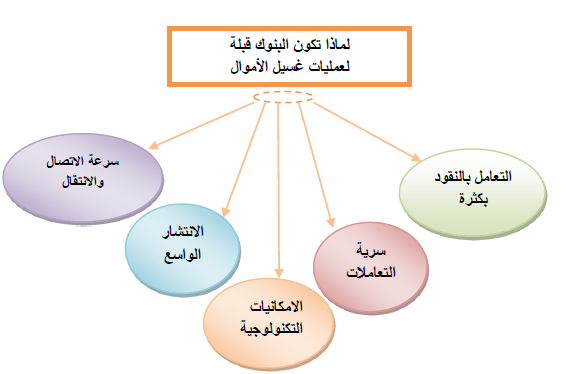 لماذا تكون البنوك قبلة
لعمليات غسيل الأموال
التعامل بالنقود
بكثرة
سرية
التعاملات
الامكانيات
التكنولوجية
الانتشار
الواسع
سرعة الاتصال
والانتقال